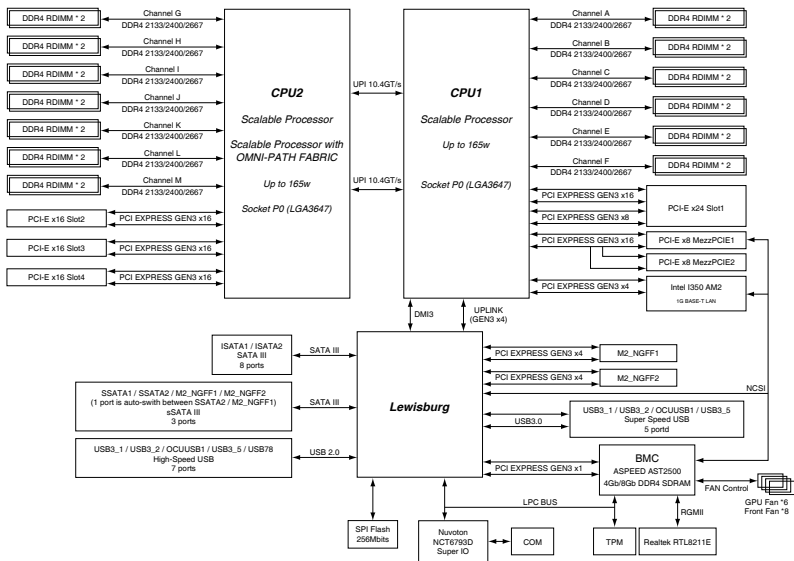 DDR4 RDIMM * 2
Channel G
DDR4 2133/2400/2667
DDR4 RDIMM * 2
Channel H
DDR4 2133/2400/2667
DDR4 RDIMM * 2
Channel I
DDR4 2133/2400/2667
DDR4 RDIMM * 2
Channel J
DDR4 2133/2400/2667
DDR4 RDIMM * 2
Channel K
DDR4 2133/2400/2667
DDR4 RDIMM * 2
Channel L
DDR4 2133/2400/2667
DDR4 RDIMM * 2
Channel M
DDR4 2133/2400/2667
PCI-E x16 Slot2
PCI EXPRESS GEN3 x16
PCI-E x16 Slot3
PCI EXPRESS GEN3 x16
PCI-E x16 Slot4
PCI EXPRESS GEN3 x16
CPU2
Scalable Processor
Scalable Processor with
OMNI-PATH FABRIC
Up to 165w
Socket P0 (LGA3647)
UPI 10.4GT/s
UPI 10.4GT/s
CPU1
Scalable Processor
Up to 165w
Socket P0 (LGA3647)
Channel A
DDR4 2133/2400/2667
DDR4 RDIMM * 2
Channel B
DDR4 2133/2400/2667
DDR4 RDIMM * 2
Channel C
DDR4 2133/2400/2667
DDR4 RDIMM * 2
Channel D
DDR4 2133/2400/2667
DDR4 RDIMM * 2
Channel E
DDR4 2133/2400/2667
DDR4 RDIMM * 2
Channel F
DDR4 2133/2400/2667
DDR4 RDIMM * 2
PCI EXPRESS GEN3 x16
PCI EXPRESS GEN3 x8
PCI-E x24 Slot1
PCI EXPRESS GEN3 x16
PCI-E x8 MezzPCIE1
PCI-E x8 MezzPCIE2
PCI EXPRESS GEN3 x4
Intel I350 AM2
1G BASE-T LAN
DMI3
UPLINK
(GEN3 x4)
ISATA1 / ISATA2
SATA III
8 ports
SATA III
SSATA1 / SSATA2 / M2_NGFF1 / M2_NGFF2
(1 port is auto-swith between SSATA2 / M2_NGFF1)
sSATA III
3 ports
SATA III
USB3_1 / USB3_2 / OCUUSB1 / USB3_5 / USB78
High-Speed USB
7 ports
USB 2.0
Lewisburg
PCI EXPRESS GEN3 x4
M2_NGFF1
PCI EXPRESS GEN3 x4
M2_NGFF2
NCSI
USB3.0
USB3_1 / USB3_2 / OCUUSB1 / USB3_5
Super Speed USB
5 portd
PCI EXPRESS GEN3 x1
BMC
ASPEED AST2500
4Gb/8Gb DDR4 SDRAM
FAN Control
GPU Fan *6
Front Fan *8
LPC BUS
RGMII
SPI Flash
256Mbits
Nuvoton
NCT6793D
Super IO
COM
TPM
Realtek RTL8211E